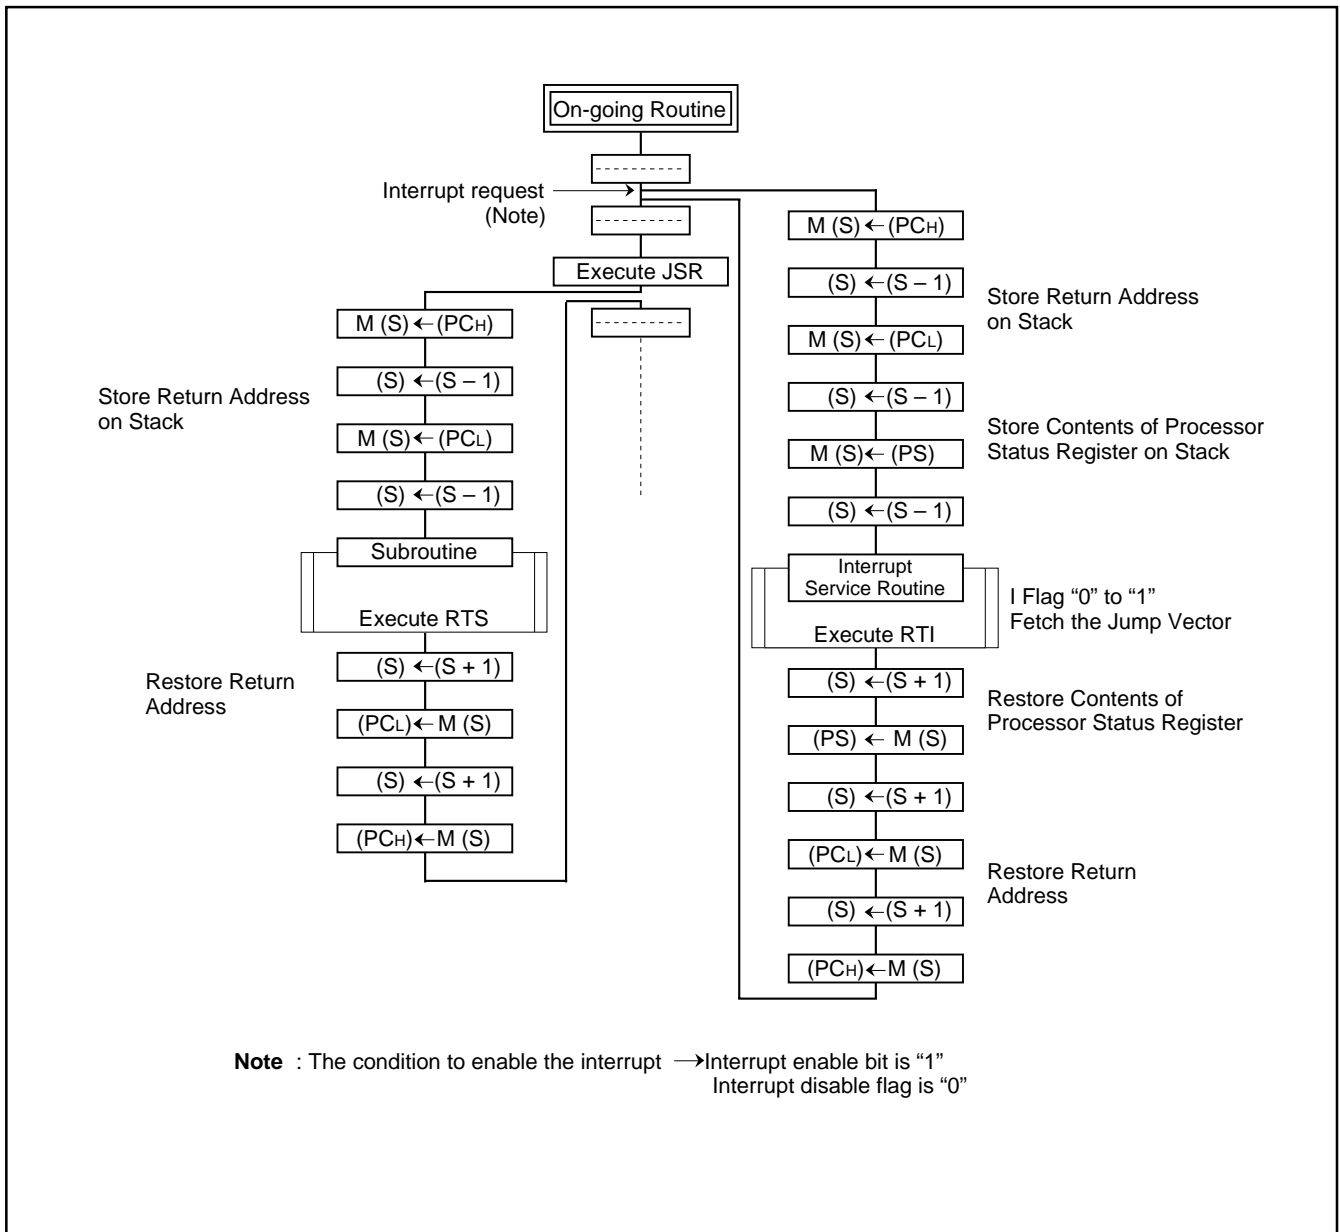 On-going Routine
Interrupt request
(Note)
Execute JSR
M (S) ← (PCH)
(S) ← (S – 1)
M (S) ← (PCL)
(S) ← (S – 1)
Store Return Address
on Stack
Subroutine
Execute RTS
(S) ← (S + 1)
(PCL) ← M (S)
(S) ← (S + 1)
(PCH) ← M (S)
Restore Return
Address
M (S) ← (PCH)
(S) ← (S – 1)
M (S) ← (PCL)
(S) ← (S – 1)
M (S) ← (PS)
(S) ← (S – 1)
Store Return Address
on Stack
Store Contents of Processor
Status Register on Stack
Interrupt
Service Routine
Execute RTI
I Flag “0” to “1”
Fetch the Jump Vector
(S) ← (S + 1)
(PS) ← M (S)
(S) ← (S + 1)
(PCL) ← M (S)
(S) ← (S + 1)
(PCH) ← M (S)
Restore Contents of
Processor Status Register
Restore Return
Address
Note : The condition to enable the interrupt → Interrupt enable bit is “1”
Interrupt disable flag is “0”